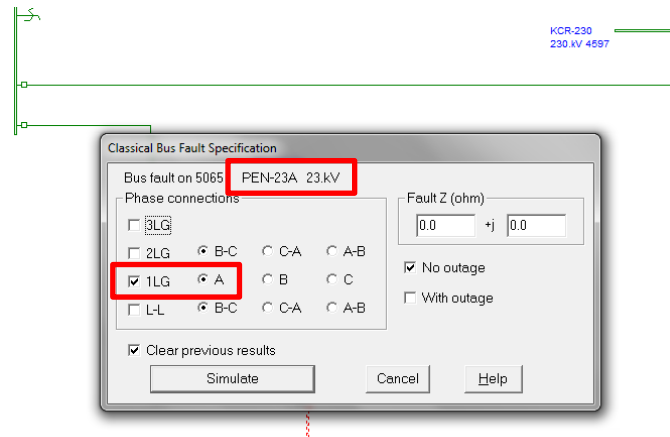 KCR-230
230.kV 4597
Classical Bus Fault Specification
Bus fault on 5065 PEN-23A 23.kV
Phase connections
3LG
2LG B-C C-A A-B
1LG A B C
L-L B-C C-A A-B
Fault Z (ohm)
0.0 +j 0.0
No outage
With outage
Clear previous results
Simulate Cancel Help